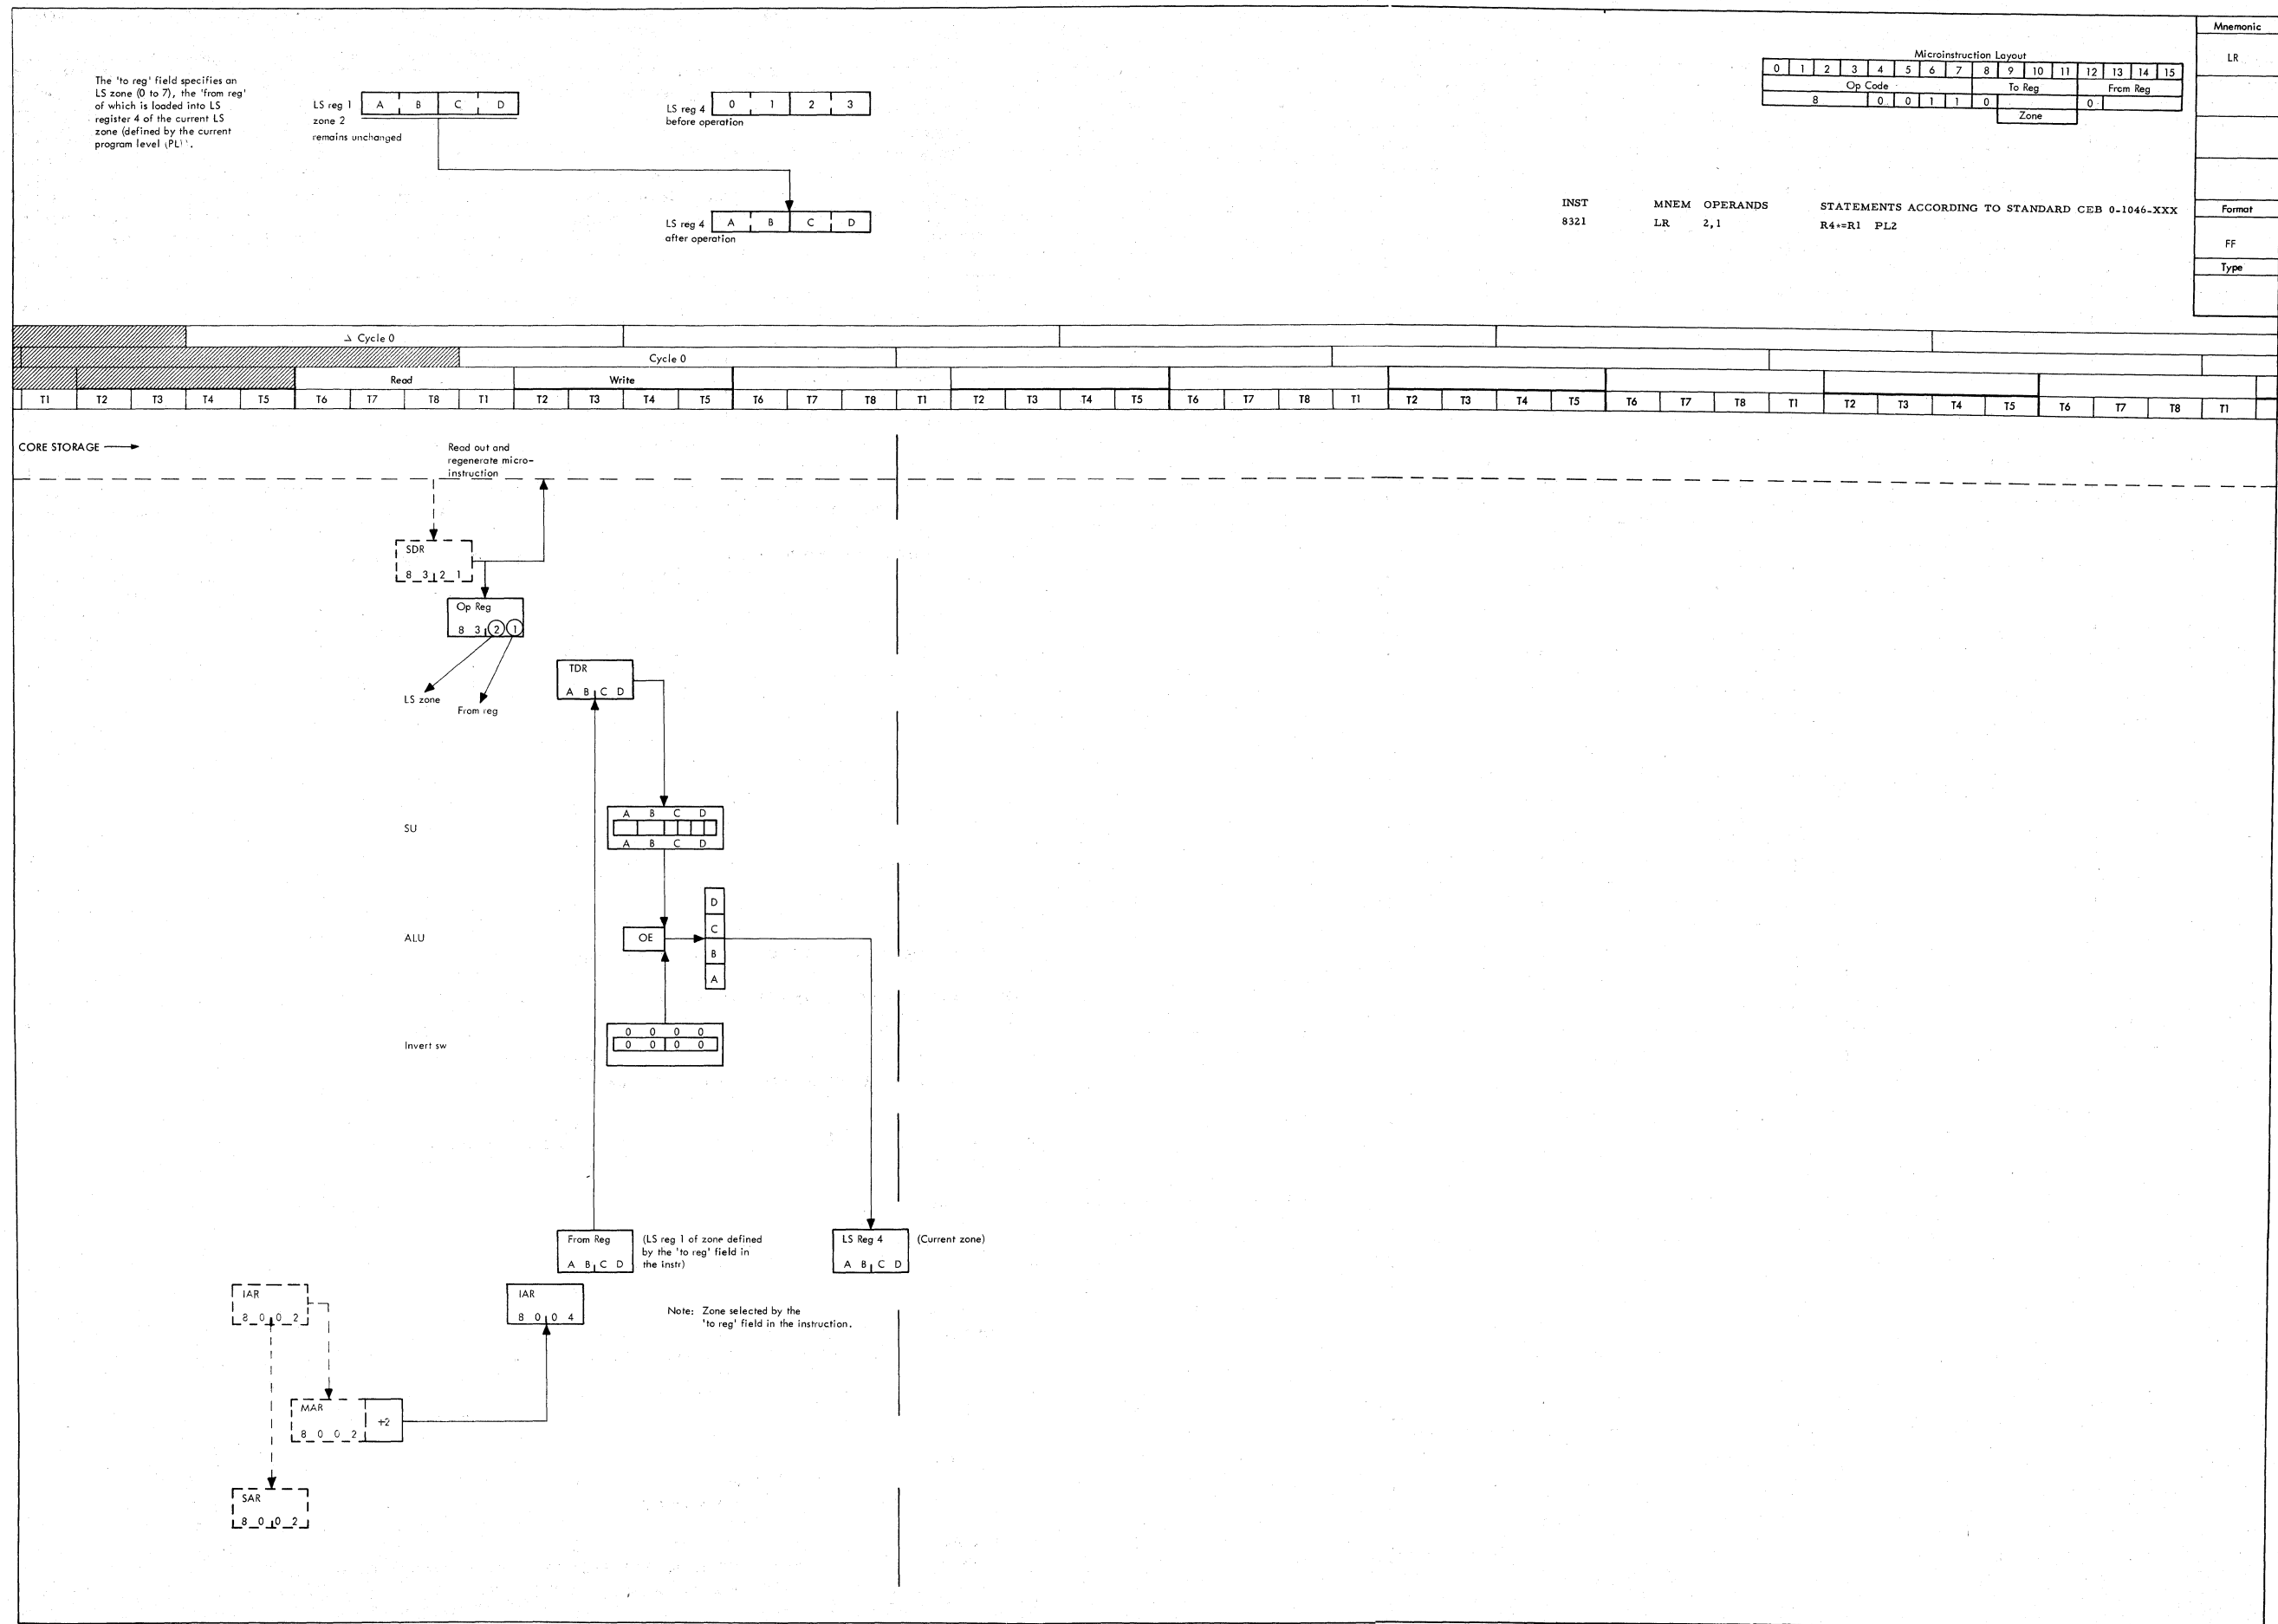 Mnemonic
LR
Format
FF
Type
Microinstruction Layout
0 1 2 3 4 5 6 7 8 9 10 11 12 13 14 15
Op Code To Reg From Reg
8 0 0 1 1 0 0
Zone
The 'to reg' field specifies an
LS zone (0 to 7), the 'from reg'
of which is loaded into LS
register 4 of the current LS
zone (defined by the current
program level (PL)'.
LS reg 1 A B C D
zone 2
remains unchanged
LS reg 4 0 1 2 3
before operation
LS reg 4 A B C D
after operation
INST MNEM OPERANDS STATEMENTS ACCORDING TO STANDARD CEB 0-1046-XXX
8321 LR 2,1 R4*=R1 PL2
Cycle 0
Cycle 0
Read Write
T1 T2 T3 T4 T5 T6 T7 T8 T1 T2 T3 T4 T5 T6 T7 T8 T1 T2 T3 T4 T5 T6 T7 T8 T1 T2 T3 T4 T5 T6 T7 T8 T1 T2 T3 T4 T5 T6 T7 T8 T1
CORE STORAGE
Read out and
regenerate micro-
instruction
SDR
8 3 2 1
Op Reg
8 3 2 1
LS zone
From reg
TDR
A B C D
SU
A B C D
A B C D
ALU
OE
D
C
B
A
Invert sw
0 0 0 0
0 0 0 0
From Reg
A B C D
(LS reg 1 of zone defined
by the 'to reg' field in
the instr)
LS Reg 4
A B C D
(Current zone)
IAR
8 0 0 2
IAR
8 0 0 4
Note: Zone selected by the
'to reg' field in the instruction.
MAR
8 0 0 2
+2
SAR
8 0 0 2